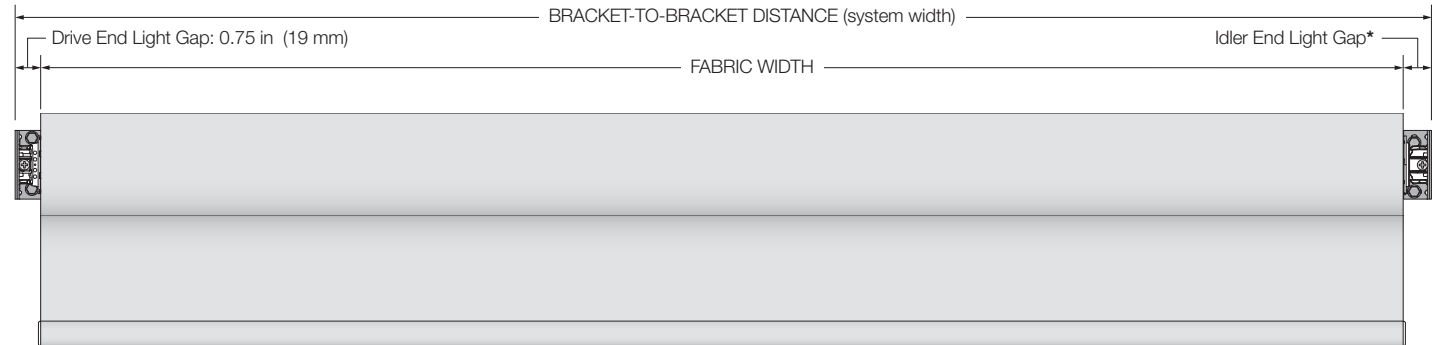 BRACKET-TO-BRACKET DISTANCE (system width)
Drive End Light Gap: 0.75 in (19 mm)
Idler End Light Gap*
FABRIC WIDTH